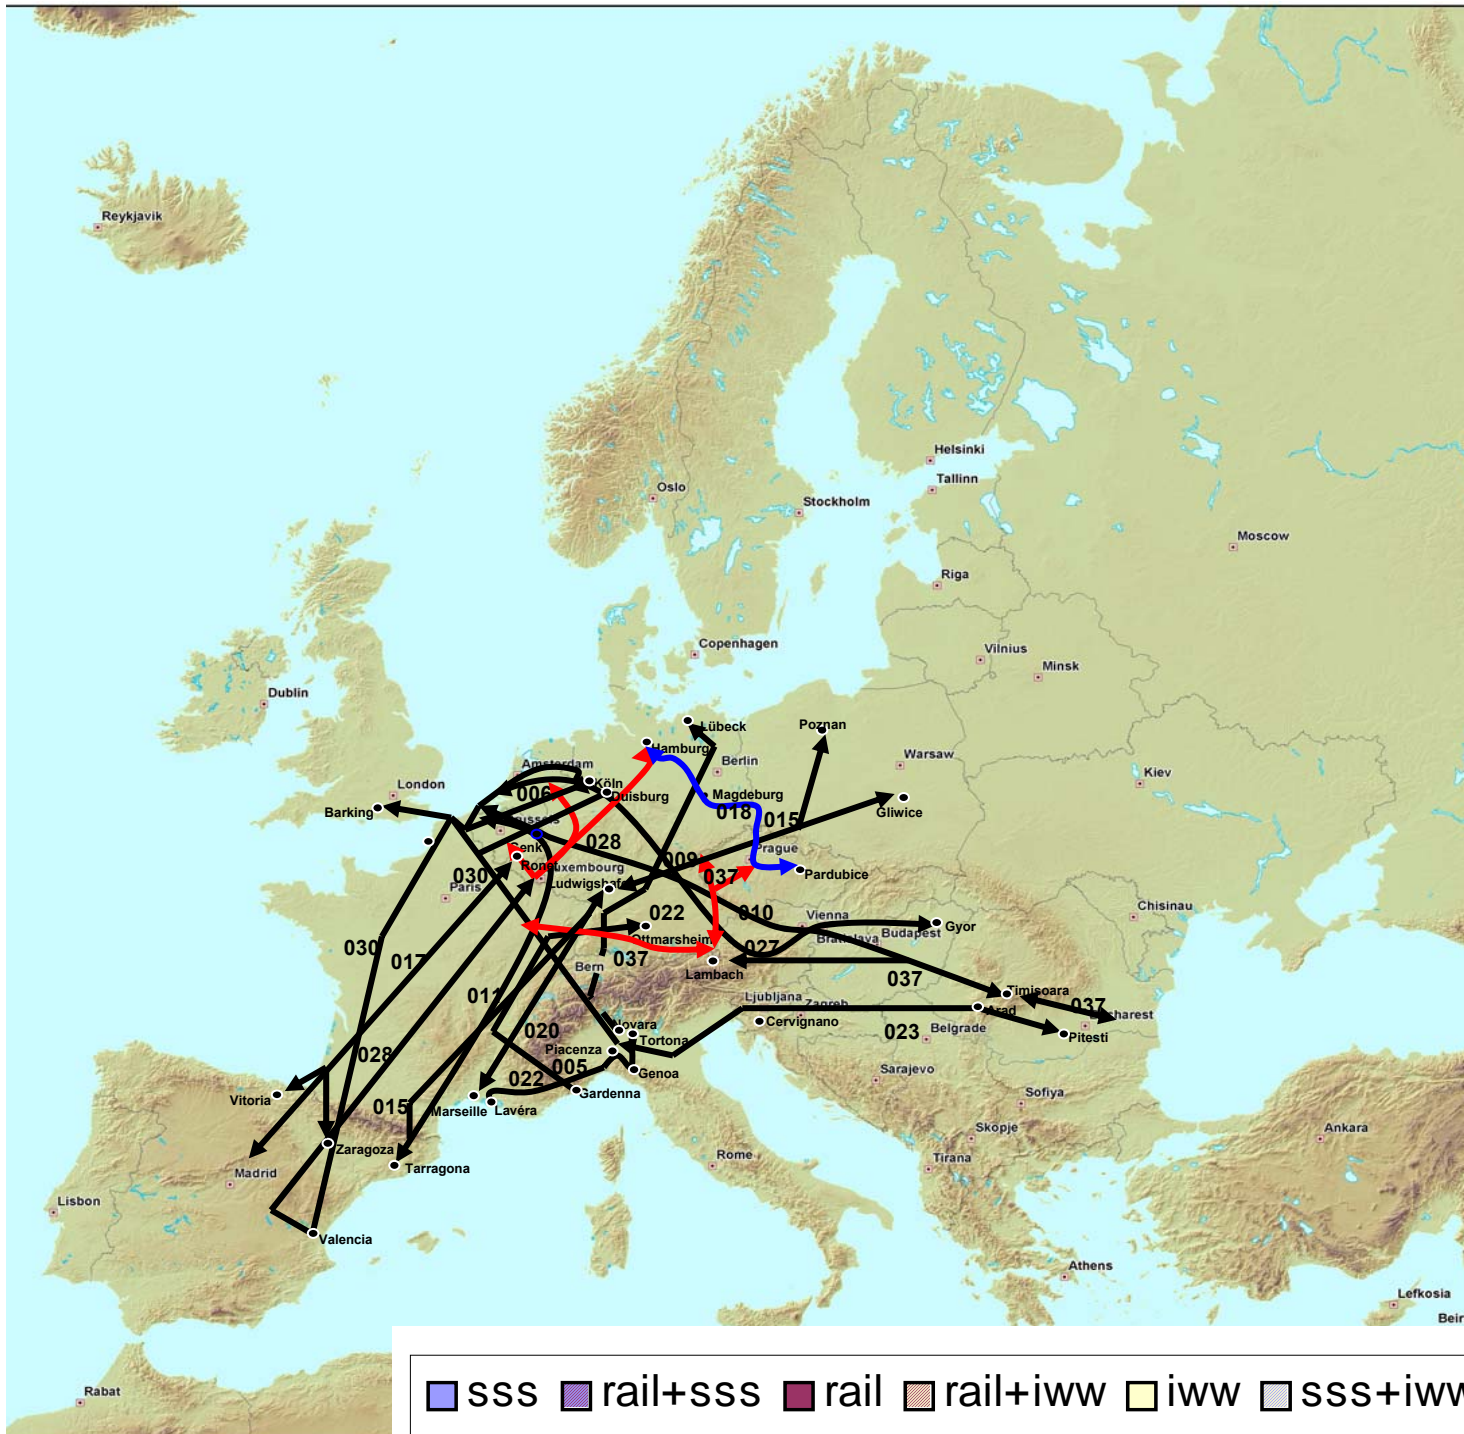 Reykjavik
Helsinki
Tallinn
Oslo
Stockholm
Moscow
Riga
Copenhagen
Vilnius
Minsk
Dublin
Lübeck
Poznan
Hamburg
Warsaw
Amsterdam
Berlin
London
Köln
Kiev
006
Duisburg
Magdeburg
Barking
018
Gliwice
015
028
Prague
009
Luxembourg
Pardubice
030
037
Paris
022
010
Vienna
Chisinau
Gyor
Bratislava
Budapest
Ottmarsheim
030
027
017
037
Bern
Lambach
037
Timisoara
011
Ljubljana
Zagreb
037
Arad
Novara
020
Cervignano
Belgrade
023
Pitesti
Tortona
Piacenza
028
005
Genoa
022
Sarajevo
Vitoria
015
Marseille
Lavéra
Gardenna
Sofiya
Skopje
Ankara
Zaragoza
Tarragona
Rome
Tirana
Madrid
Lisbon
Valencia
Athens
Lefkosia
Rabat
sss rail+sss rail rail+iww iww